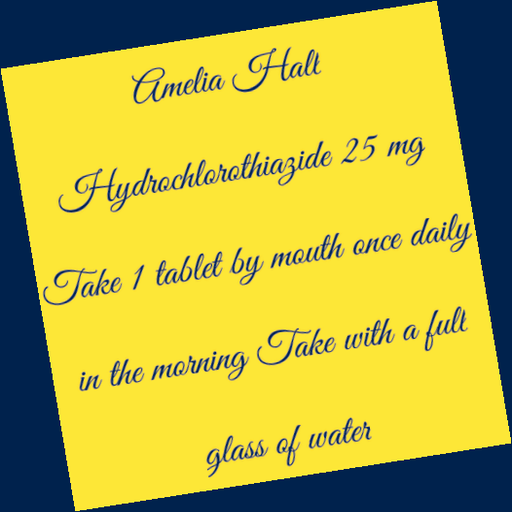 Amelia Hall
Hydrochlorothiazide 25 mg
Take 1 tablet by mouth once daily
in the morning Take with a full
glass of water